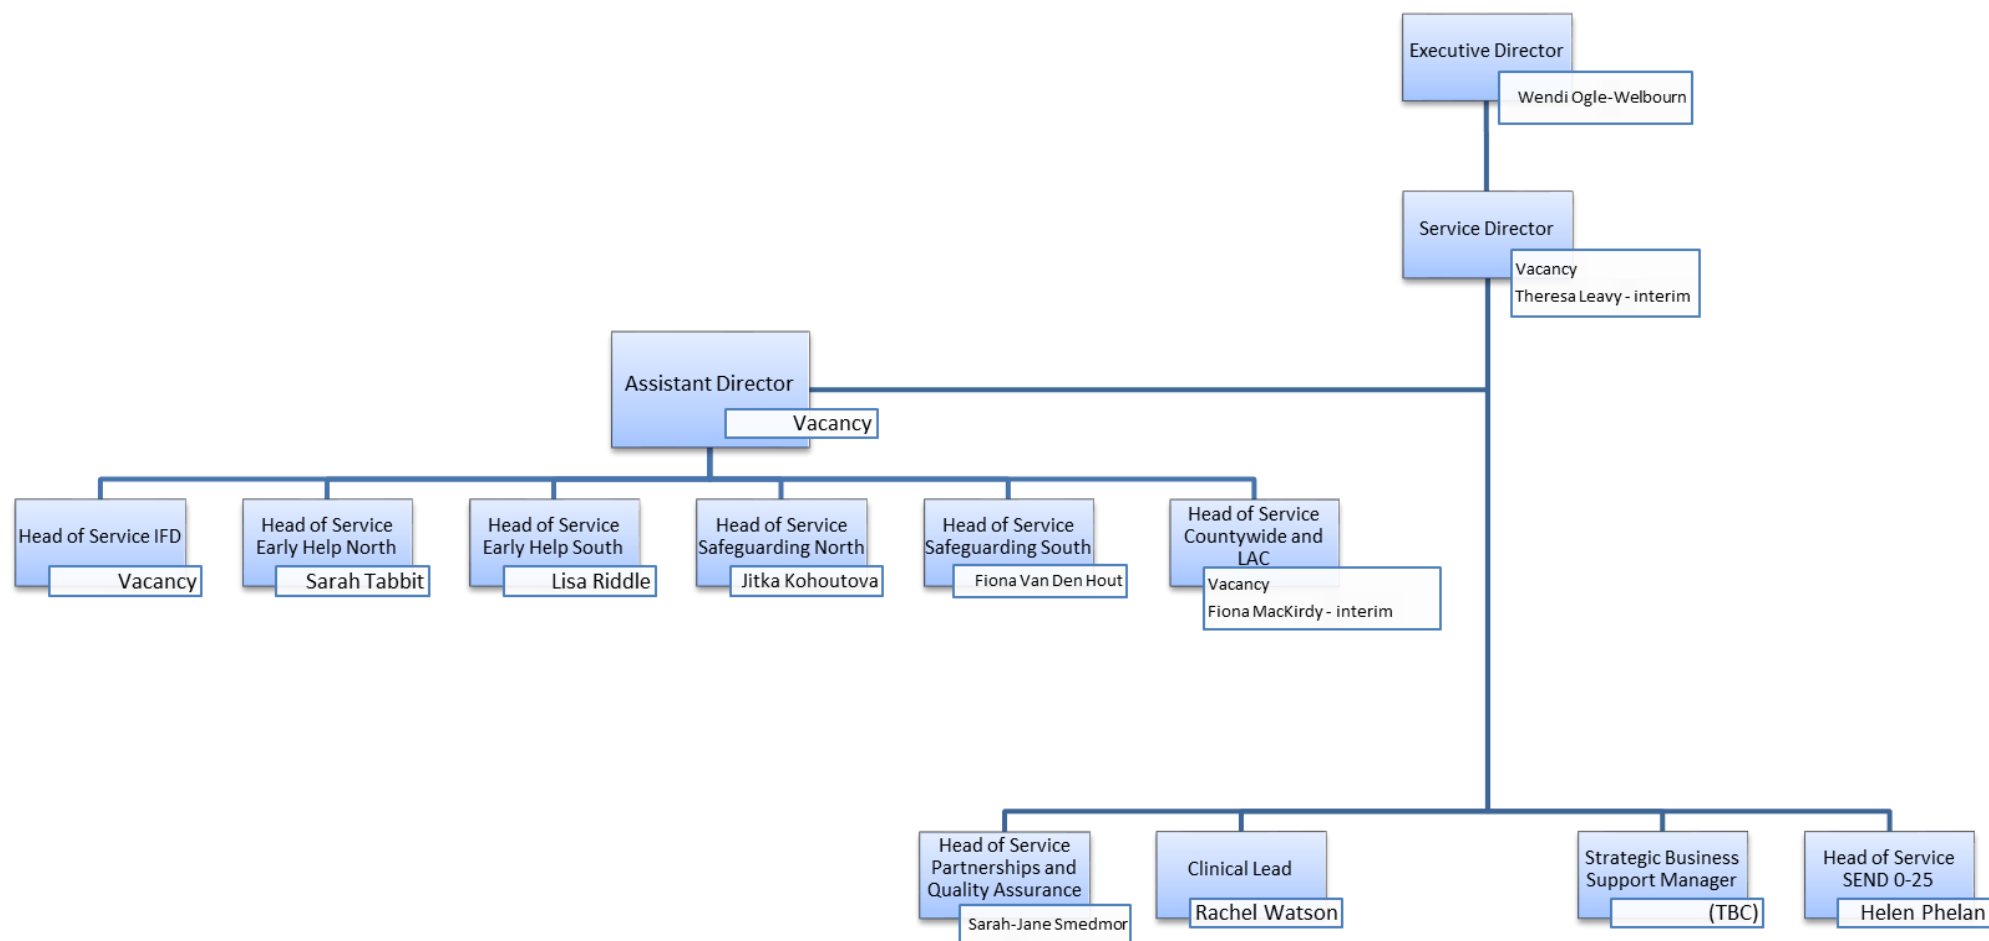 Executive Director
Wendi Ogle-Welbourn
Service Director
Vacancy
Theresa Leavy - interim
Assistant Director
Vacancy
Head of Service IFD
Vacancy
Head of Service
Early Help North
Sarah Tabbit
Head of Service
Early Help South
Lisa Riddle
Head of Service
Safeguarding North
Jitka Kohoutova
Head of Service
Safeguarding South
Fiona Van Den Hout
Head of Service
Countywide and
LAC
Vacancy
Fiona MacKirdy - interim
Head of Service
Partnerships and
Quality Assurance
Sarah-Jane Smedmor
Clinical Lead
Rachel Watson
Strategic Business
Support Manager
(TBC)
Head of Service
SEND 0-25
Helen Phelan